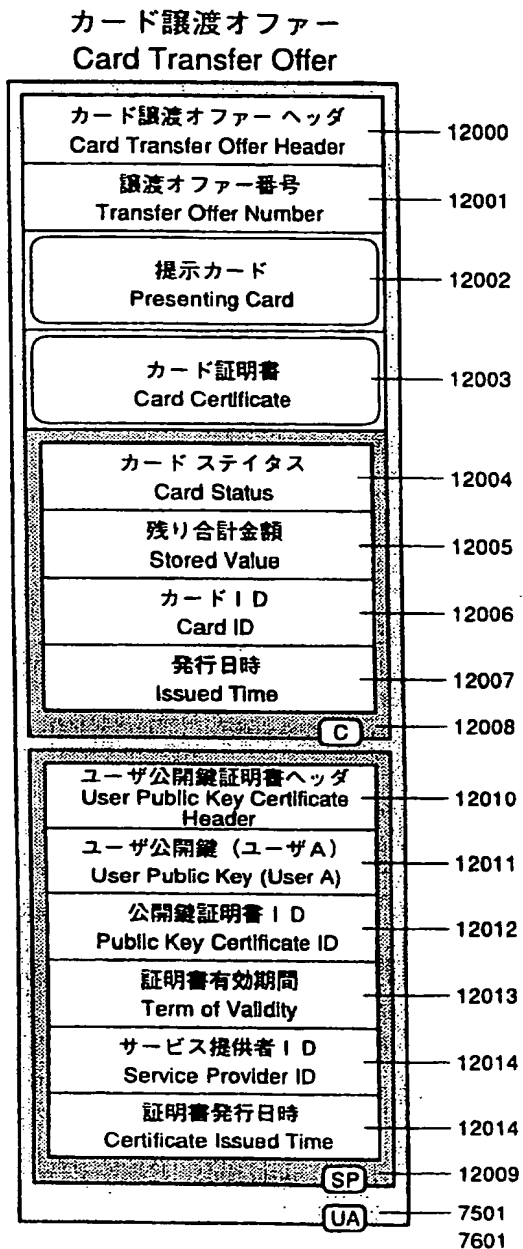 カード譲渡オファー
Card Transfer Offer
カード譲渡オファー ヘッダ
Card Transfer Offer Header
12000
譲渡オファー番号
Transfer Offer Number
12001
提示カード
Presenting Card
12002
カード証明書
Card Certificate
12003
カード ステイタス
Card Status
12004
残り合計金額
Stored Value
12005
カードID
Card ID
12006
発行日時
Issued Time
12007
C
12008
ユーザ公開鍵証明書ヘッダ
User Public Key Certificate
Header
12010
ユーザ公開鍵（ユーザA）
User Public Key (User A)
12011
公開鍵証明書ID
Public Key Certificate ID
12012
証明書有効期間
Term of Validity
12013
サービス提供者ID
Service Provider ID
12014
証明書発行日時
Certificate Issued Time
12014
SP
12009
UA
7501
7601